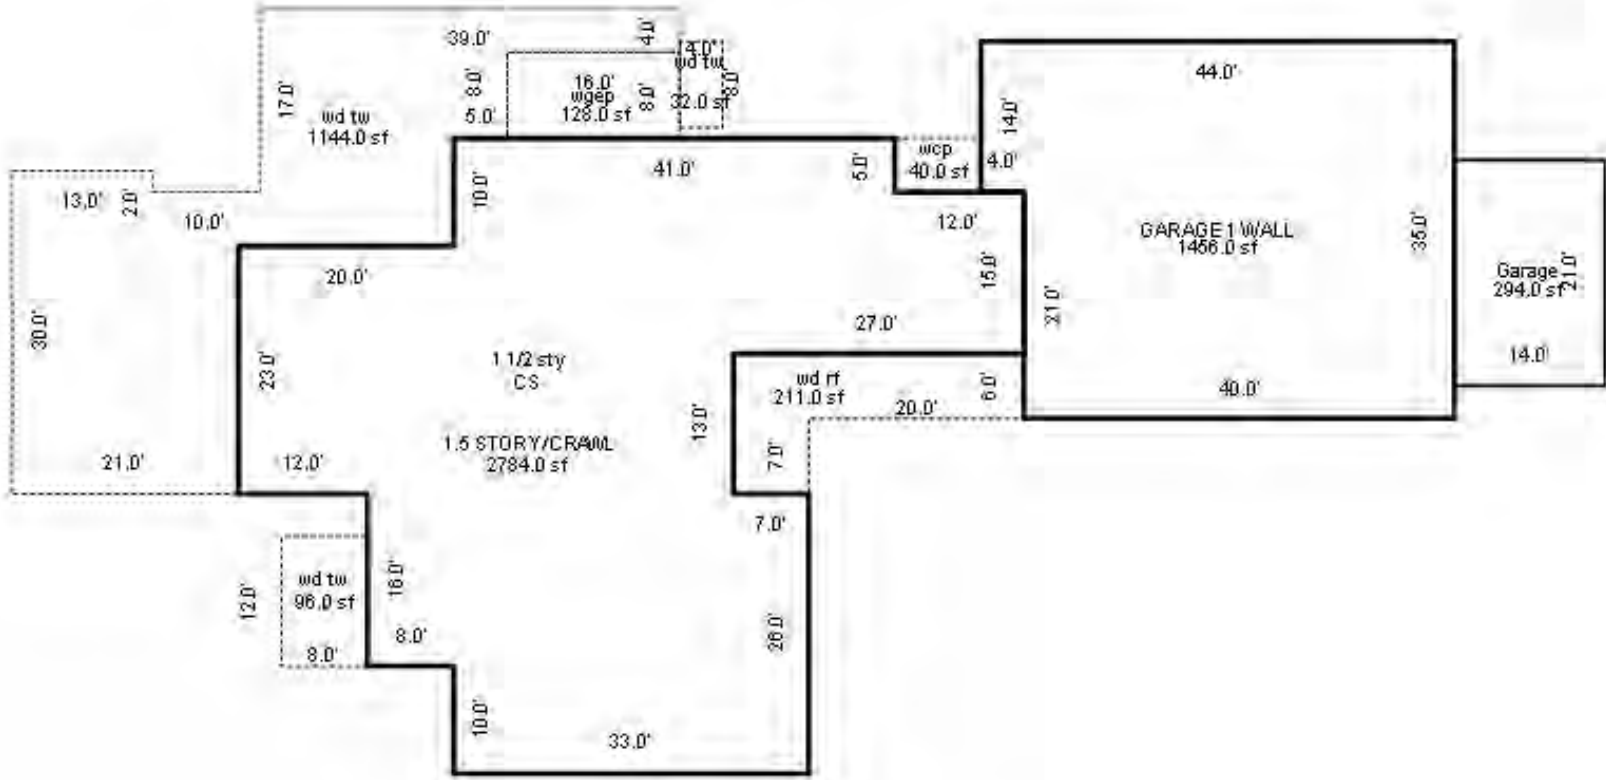 39.0'
4.0'
4.0'
wd tw
32.0 sf
8.0'
17.0'
wd tw
1144.0 sf
8.0'
5.0'
16.0'
wgep
128.0 sf
8.0'
44.0'
14.0'
4.0'
wcp
40.0 sf
5.0'
41.0'
10.0'
13.0'
2.0'
10.0'
20.0'
12.0'
15.0'
27.0'
GARAGE 1 WALL
1456.0 sf
35.0'
21.0'
40.0'
Garage
294.0 sf
21.0'
14.0'
30.0'
23.0'
21.0'
12.0'
1 1/2 sty
CS
1.5 STORY/CRAWL
2784.0 sf
wd rf
211.0 sf
6.0'
20.0'
13.0'
7.0'
7.0'
12.0'
wd tw
96.0 sf
8.0'
16.0'
8.0'
26.0'
10.0'
33.0'